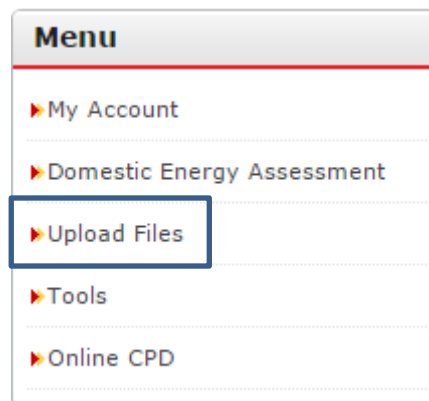 Menu
My Account
Domestic Energy Assessment
Upload Files
Tools
Online CPD